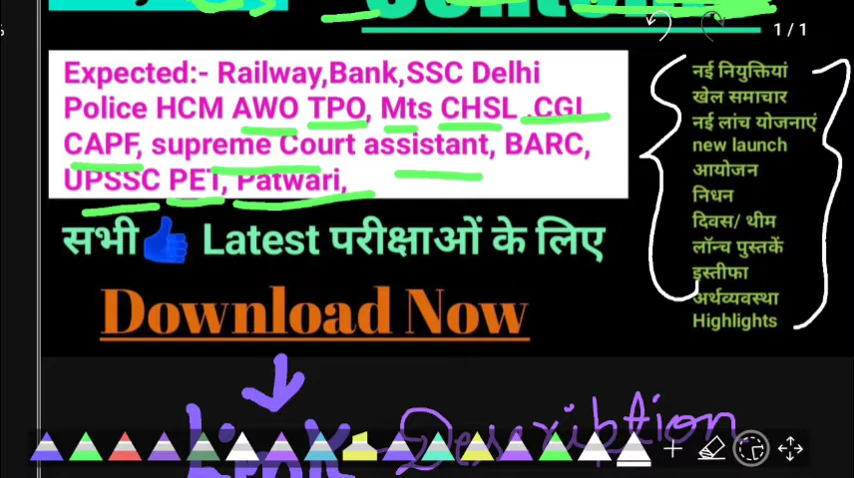 1/1
Expected:- Railway,Bank,SSC Delhi
Police HCM AWO TPO, Mts CHSL ,CGL
CAPF, supreme Court assistant, BARC,
UPSSC PET, Patwari,
सभी👍 Latest परीक्षाओं के लिए
Download Now
Link - Description
नई नियुक्तियां
खेल समाचार
नई लांच योजनाएं
new launch
आयोजन
निधन
दिवस/ थीम
लॉन्च पुस्तकें
इस्तीफा
अर्थव्यवस्था
Highlights